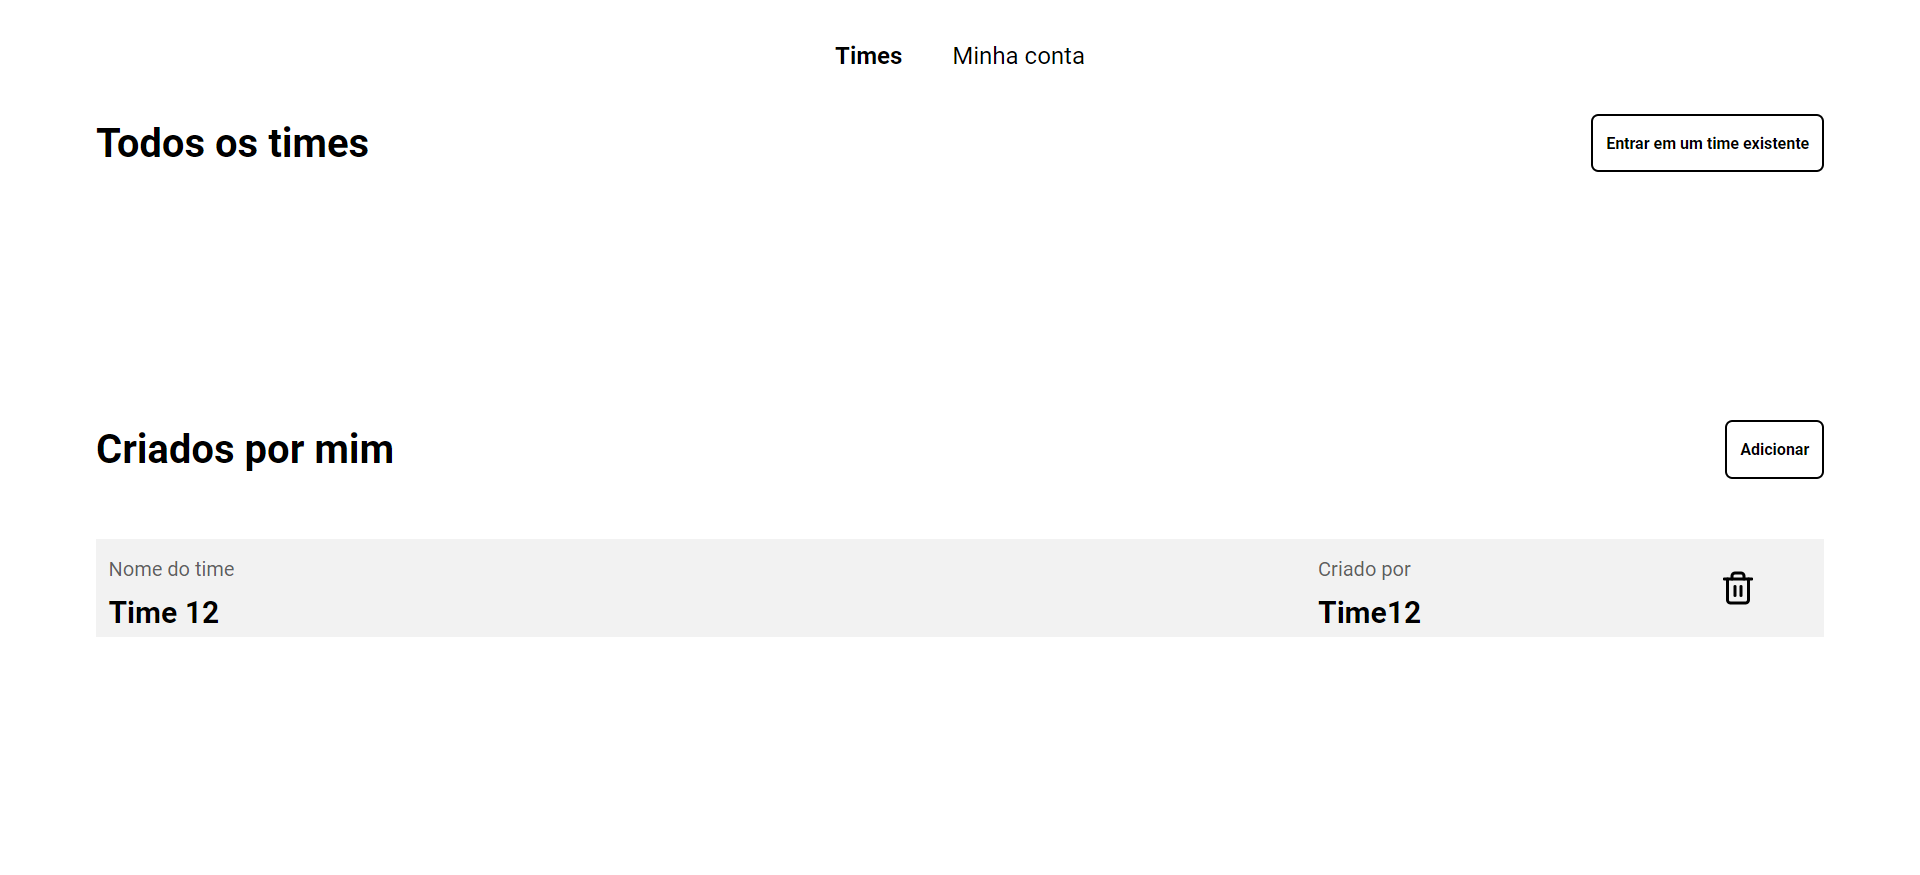 Times Minha conta
Todos os times
Entrar em um time existente
Criados por mim
Adicionar
Nome do time
Time 12
Criado por
Time12